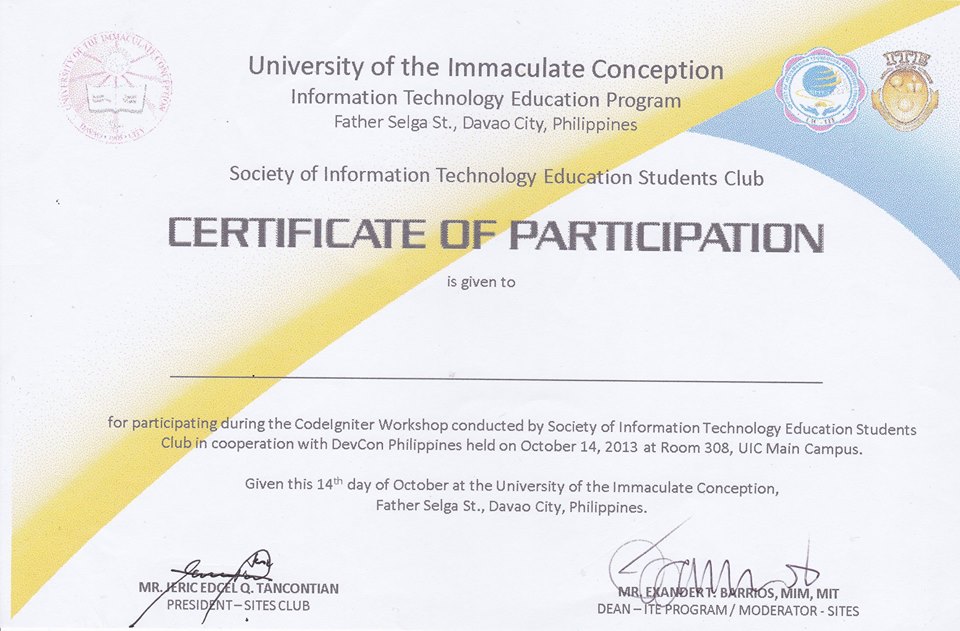 University of the Immaculate Conception
Information Technology Education Program
Father Selga St., Davao City, Philippines
Society of Information Technology Education Students Club
CERTIFICATE OF PARTICIPATION
is given to
for participating during the CodeIgniter Workshop conducted by Society of Information Technology Education Students
Club in cooperation with DevCon Philippines held on October 14, 2013 at Room 308, UIC Main Campus.
Given this 14th day of October at the University of the Immaculate Conception,
Father Selga St., Davao City, Philippines.
MR. JERIC EDCEL Q. TANCONTIAN
PRESIDENT – SITES CLUB
MR. EXANDER T. BARRIOS, MIM, MIT
DEAN – ITE PROGRAM / MODERATOR - SITES
UNIVERSITY OF THE IMMACULATE CONCEPTION